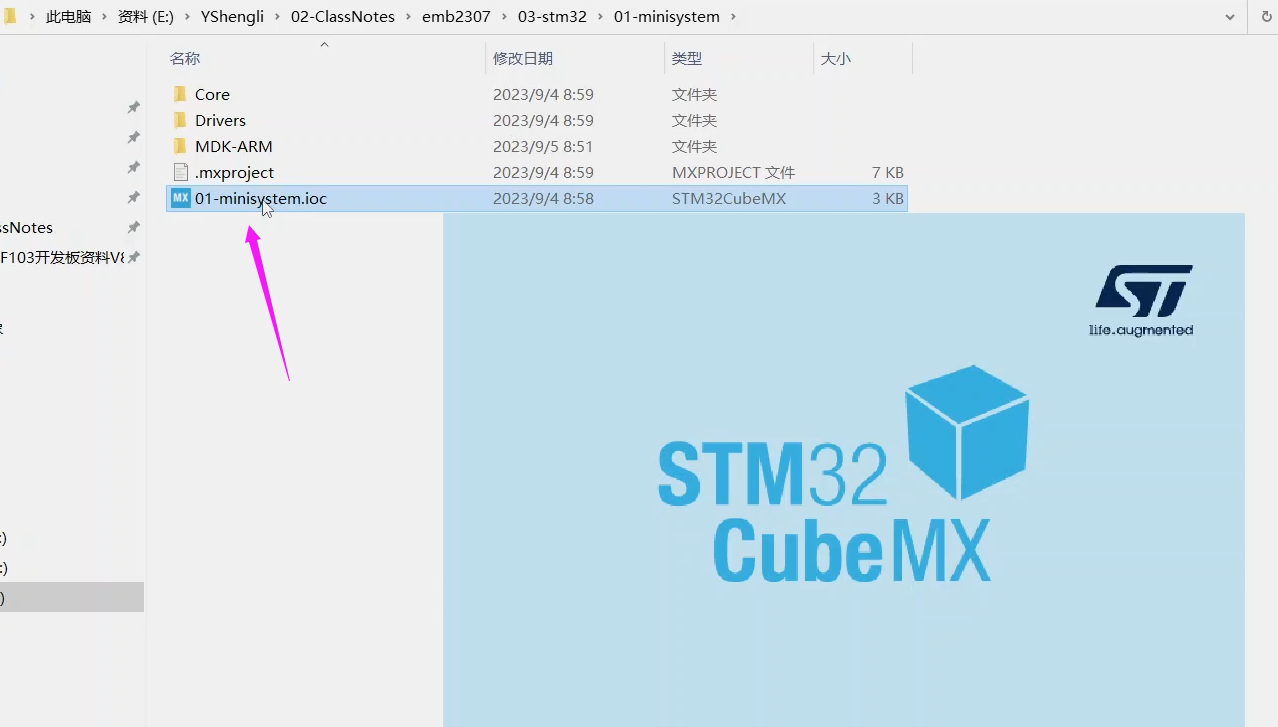 此电脑 › 资料 (E:) › YShengli › 02-ClassNotes › emb2307 › 03-stm32 › 01-minisystem ›
名称 修改日期 类型 大小
Core 2023/9/4 8:59 文件夹
Drivers 2023/9/4 8:59 文件夹
MDK-ARM 2023/9/5 8:51 文件夹
.mxproject 2023/9/4 8:59 MXPROJECT 文件 7 KB
MX 01-minisystem.ioc 2023/9/4 8:58 STM32CubeMX 3 KB
ssNotes
F103开发板资料V8
:)
:)
)
ST
life.augmented
STM32
CubeMX